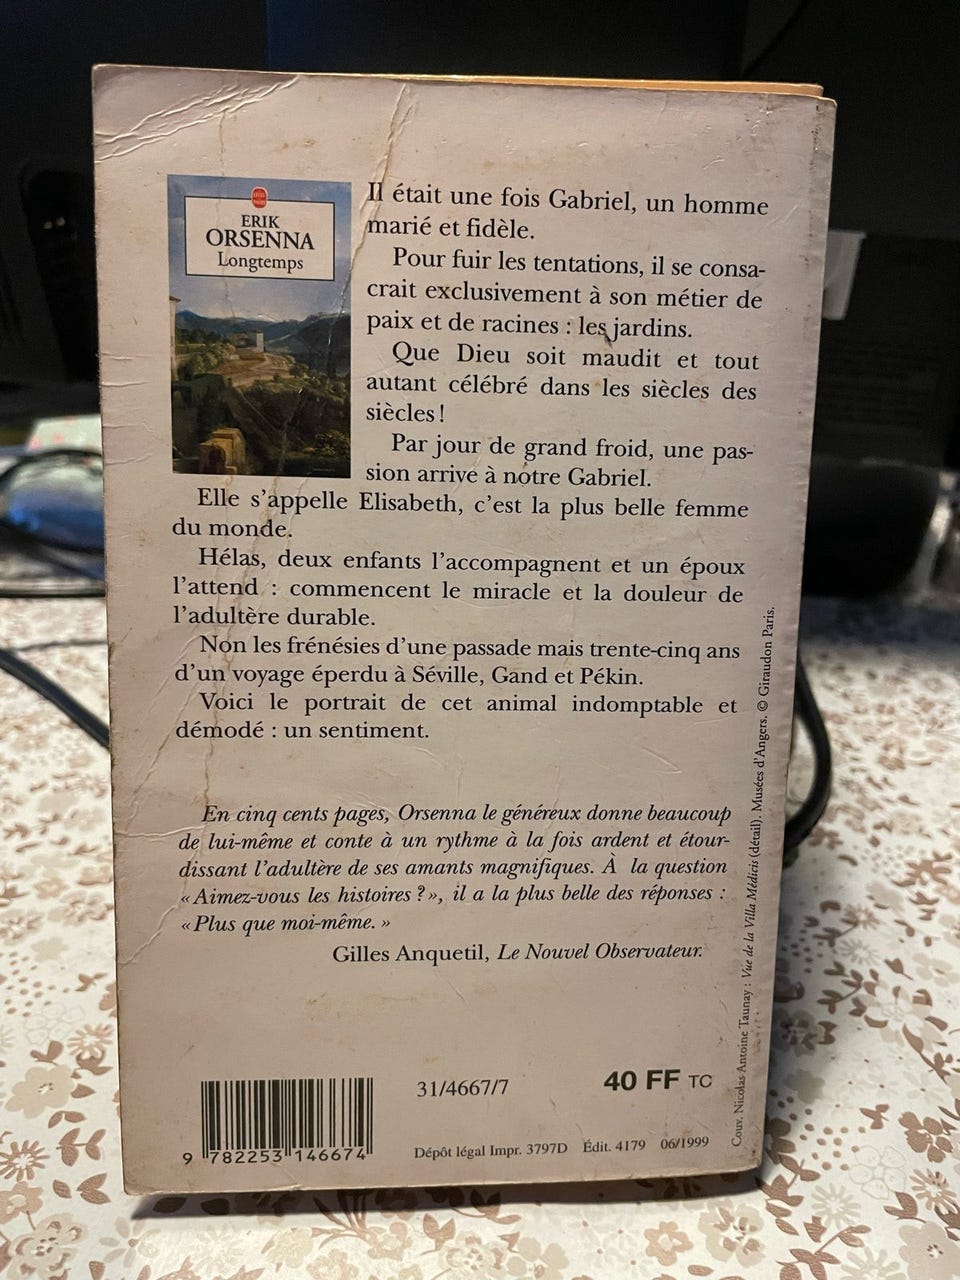 ERIK
ORSENNA
Longtemps
Il était une fois Gabriel, un homme
marié et fidèle.
Pour fuir les tentations, il se consa-
crait exclusivement à son métier de
paix et de racines : les jardins.
Que Dieu soit maudit et tout
autant célébré dans les siècles des
siècles !
Par jour de grand froid, une pas-
sion arrive à notre Gabriel.
Elle s'appelle Elisabeth, c'est la plus belle femme
du monde.
Hélas, deux enfants l'accompagnent et un époux
l'attend : commencent le miracle et la douleur de
l'adultère durable.
Non les frénésies d'une passade mais trente-cinq ans
d'un voyage éperdu à Séville, Gand et Pékin.
Voici le portrait de cet animal indomptable et
démodé : un sentiment.
En cinq cents pages, Orsenna le généreux donne beaucoup
de lui-même et conte à un rythme à la fois ardent et étour-
dissant l'adultère de ses amants magnifiques. À la question
« Aimez-vous les histoires ? », il a la plus belle des réponses :
« Plus que moi-même. »
Gilles Anquetil, Le Nouvel Observateur.
Couv. Nicolas Antoine Taunay : Vue de la Villa Médicis (détail). Musées d'Angers. © Giraudon Paris.
31/4667/7
40 FF TC
9 782253 146674
Dépôt légal Impr. 3797D Édit. 4179 06/1999